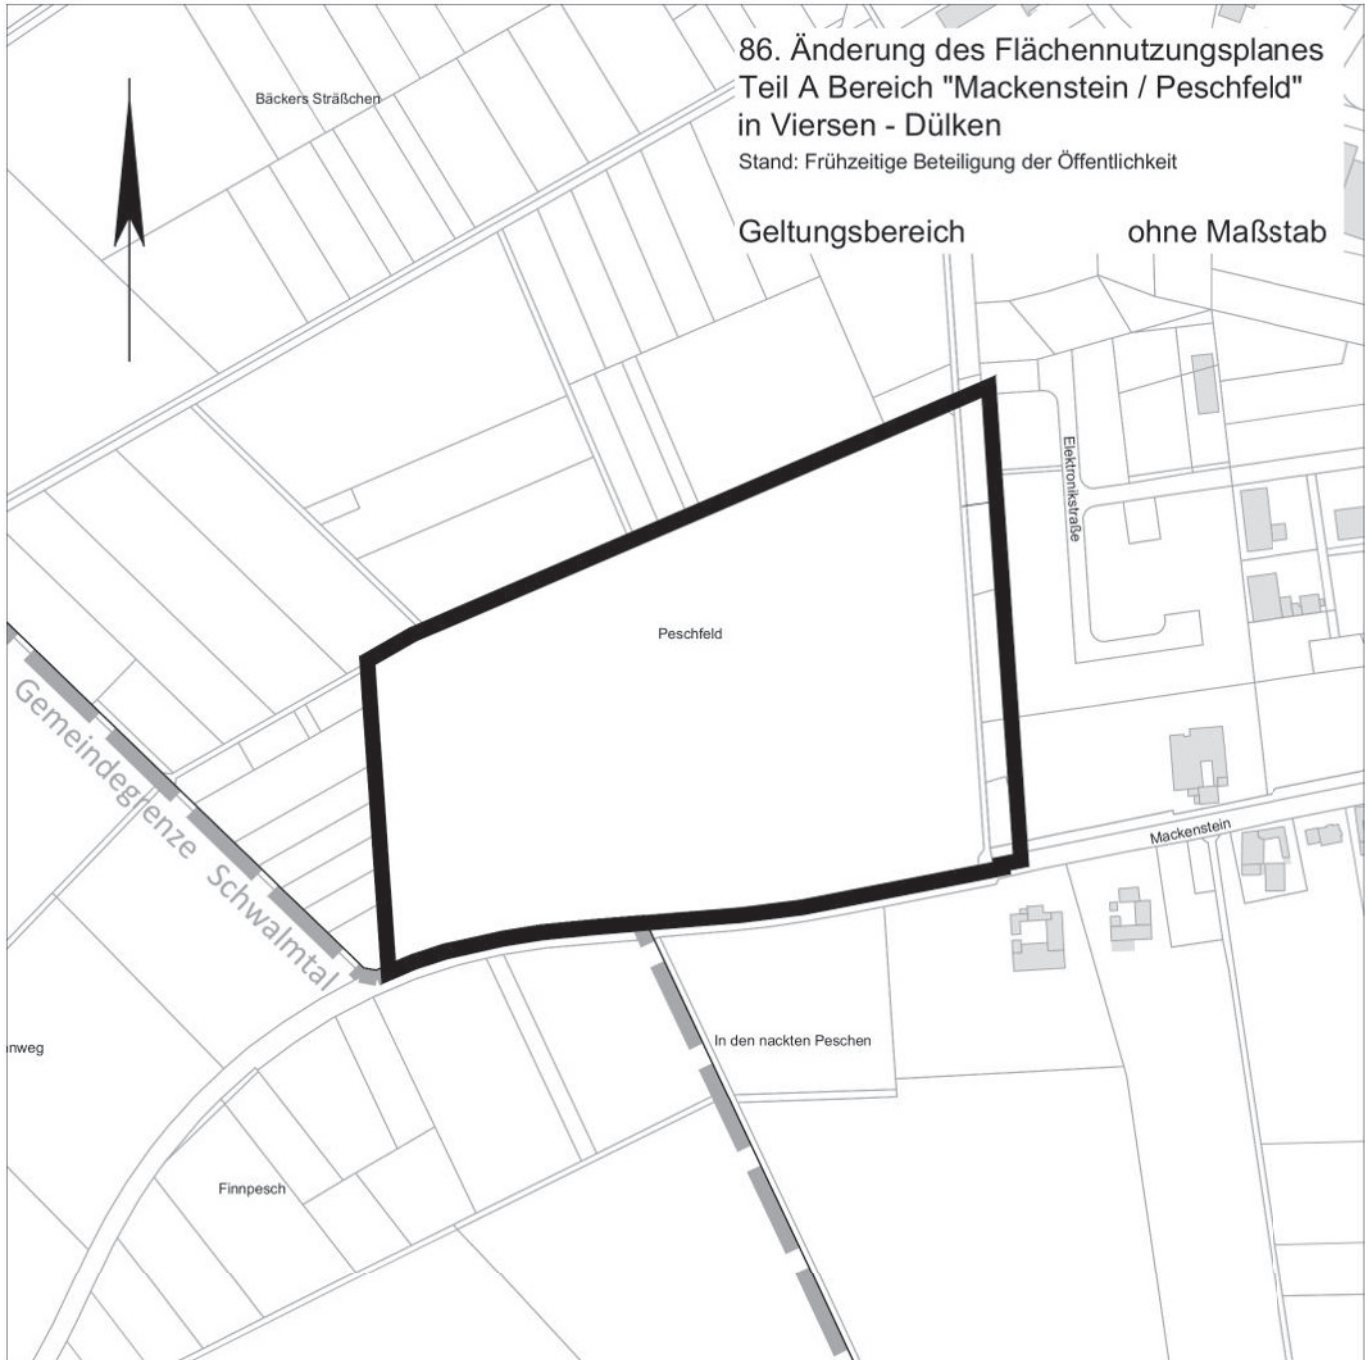 86. Änderung des Flächennutzungsplanes
Teil A Bereich "Mackenstein / Peschfeld"
in Viersen - Dülken
Stand: Frühzeitige Beteiligung der Öffentlichkeit
Geltungsbereich ohne Maßstab
Bäckers Sträßchen
Elektronikstraße
Peschfeld
Gemeindegrenze Schwalmtal
Mackenstein
In den nackten Peschen
nweg
Finnpesch